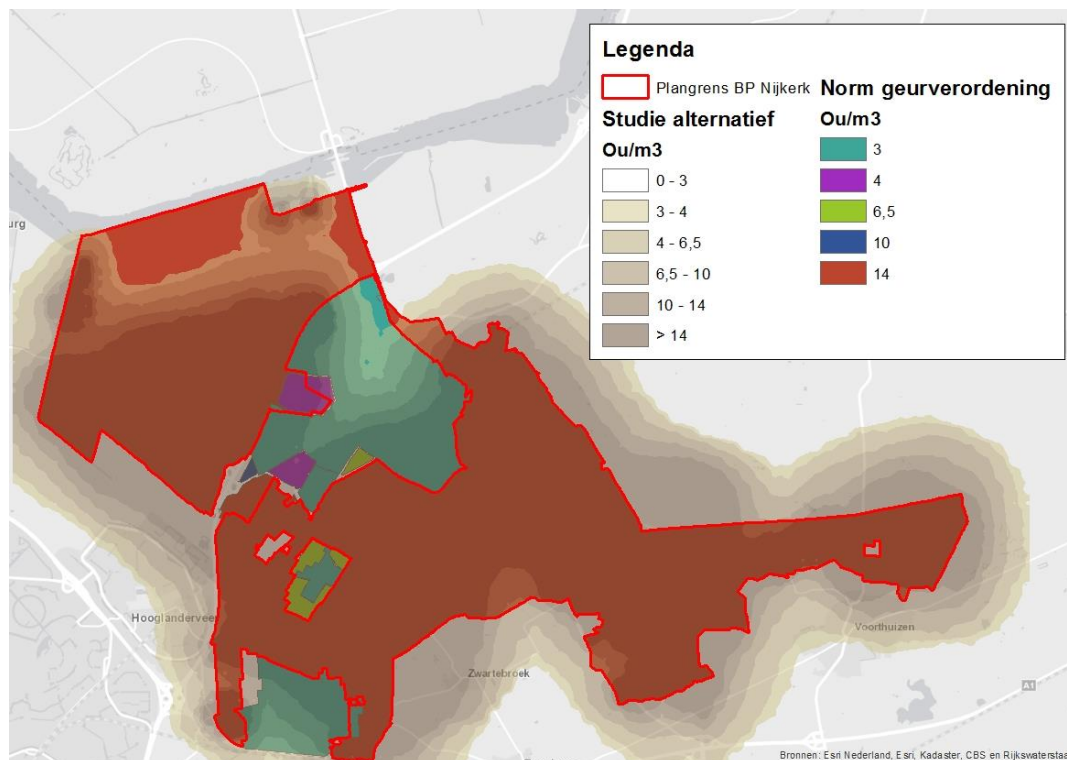 Legenda
Plangrens BP Nijkerk
Studie alternatief
Ou/m3
0 - 3
3 - 4
4 - 6,5
6,5 - 10
10 - 14
> 14
Norm geurverordening
Ou/m3
3
4
6,5
10
14
urg
Hooglanderveen
Zwartebroek
Voorthuizen
A1
Bronnen: Esri Nederland, Esri, Kadaster, CBS en Rijkswaterstaa